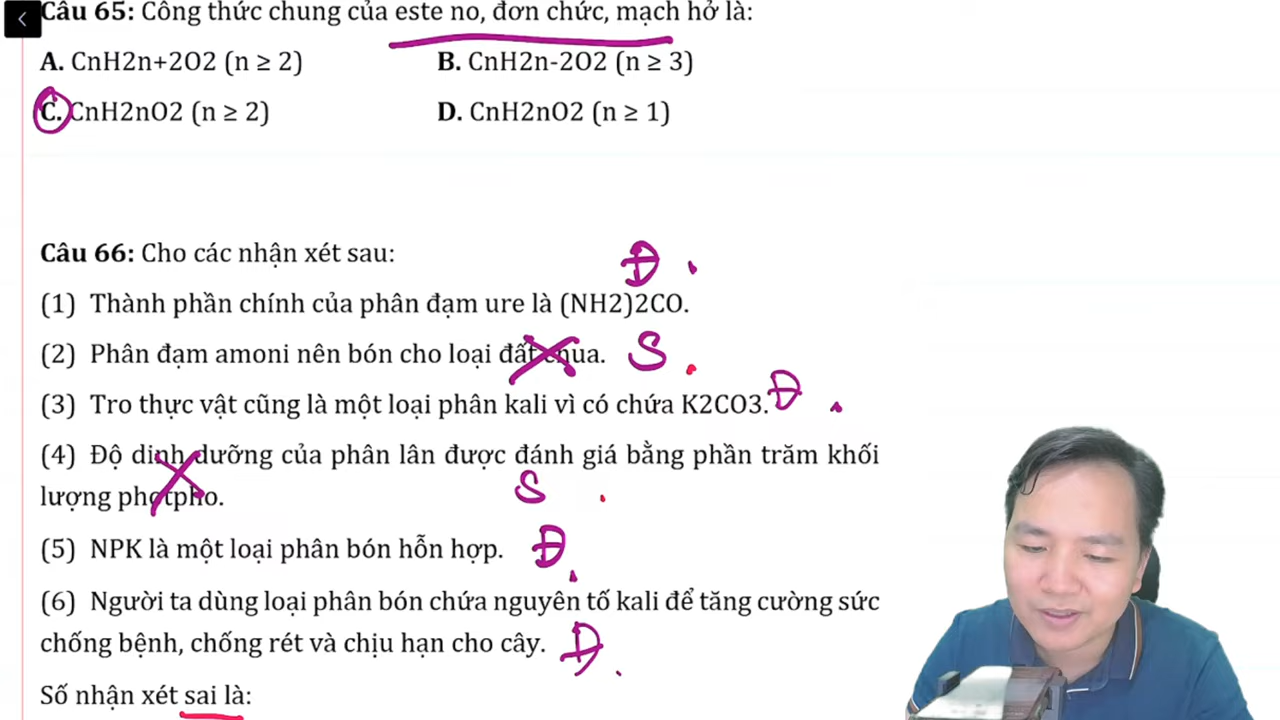 Câu 65: Công thức chung của este no, đơn chức, mạch hở là:
A. CnH2n+2O2 (n ≥ 2) B. CnH2n-2O2 (n ≥ 3)
C. CnH2nO2 (n ≥ 2) D. CnH2nO2 (n ≥ 1)
Câu 66: Cho các nhận xét sau:
Đ
(1) Thành phần chính của phân đạm ure là (NH2)2CO.
(2) Phân đạm amoni nên bón cho loại đất chua. S
(3) Tro thực vật cũng là một loại phân kali vì có chứa K2CO3. Đ
(4) Độ dinh dưỡng của phân lân được đánh giá bằng phần trăm khối
lượng photpho. S
(5) NPK là một loại phân bón hỗn hợp. Đ
(6) Người ta dùng loại phân bón chứa nguyên tố kali để tăng cường sức
chống bệnh, chống rét và chịu hạn cho cây. Đ
Số nhận xét sai là: